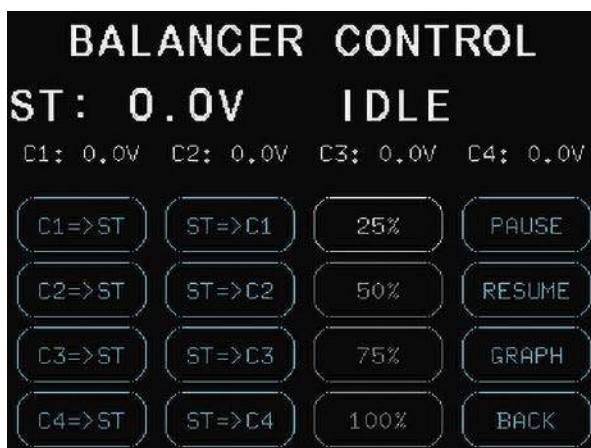 BALANCER CONTROL
ST: 0.0V IDLE
C1: 0.0V C2: 0.0V C3: 0.0V C4: 0.0V
C1=>ST ST=>C1 25% PAUSE
C2=>ST ST=>C2 50% RESUME
C3=>ST ST=>C3 75% GRAPH
C4=>ST ST=>C4 100% BACK